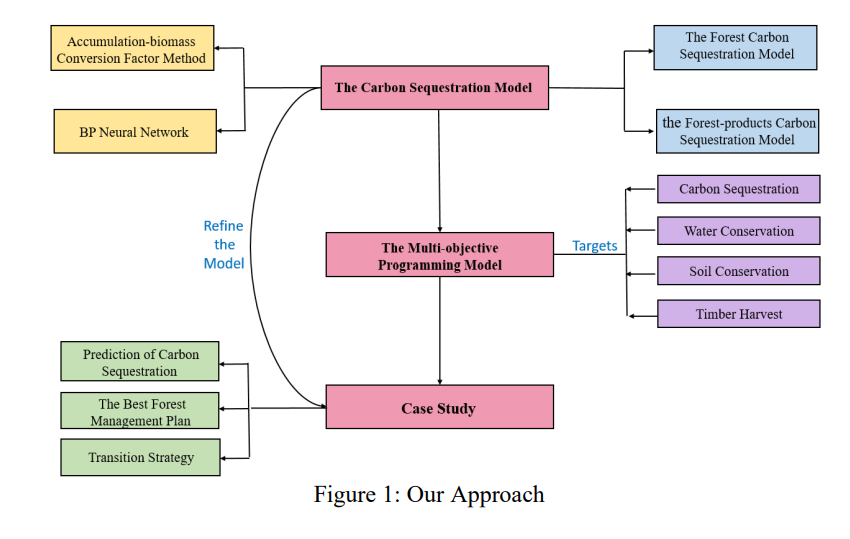 Accumulation-biomass
Conversion Factor Method
BP Neural Network
The Carbon Sequestration Model
The Forest Carbon
Sequestration Model
the Forest-products Carbon
Sequestration Model
Refine
the
Model
The Multi-objective
Programming Model
Targets
Carbon Sequestration
Water Conservation
Soil Conservation
Timber Harvest
Prediction of Carbon
Sequestration
The Best Forest
Management Plan
Transition Strategy
Case Study
Figure 1: Our Approach